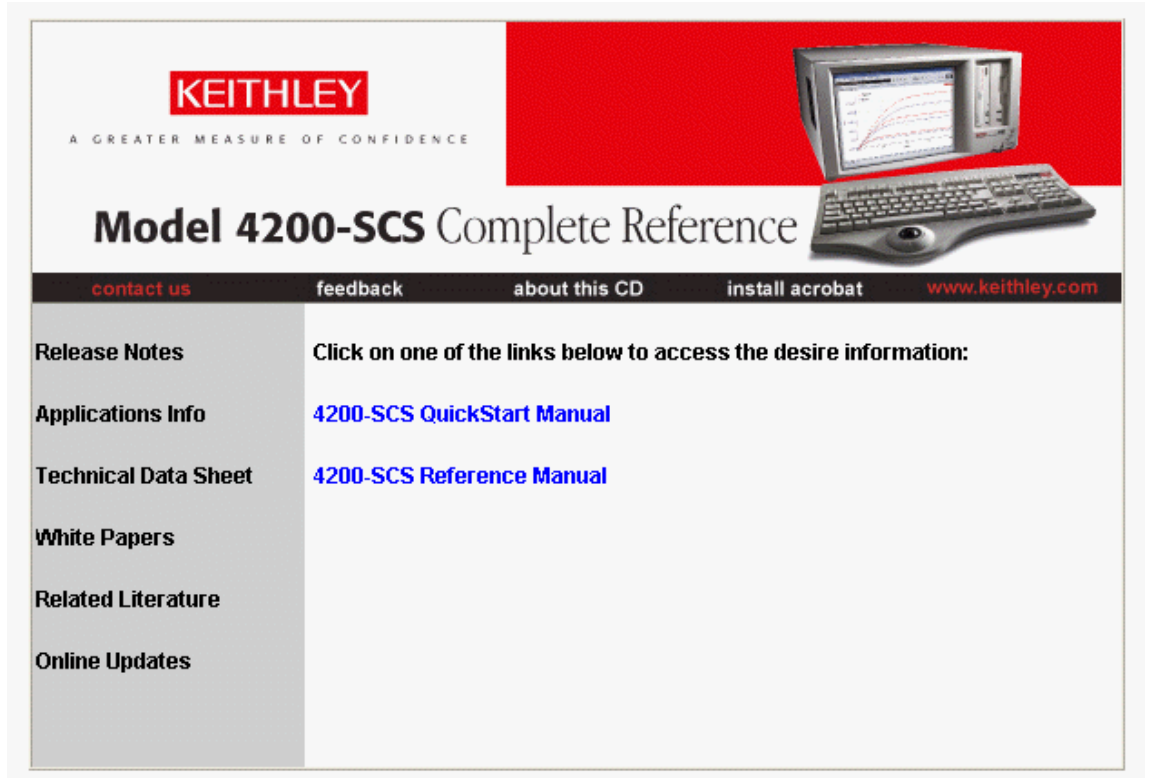 KEITHLEY
A GREATER MEASURE OF CONFIDENCE
Model 4200-SCS Complete Reference
contact us feedback about this CD install acrobat www.keithley.com
Release Notes
Click on one of the links below to access the desire information:
Applications Info
4200-SCS QuickStart Manual
Technical Data Sheet
4200-SCS Reference Manual
White Papers
Related Literature
Online Updates